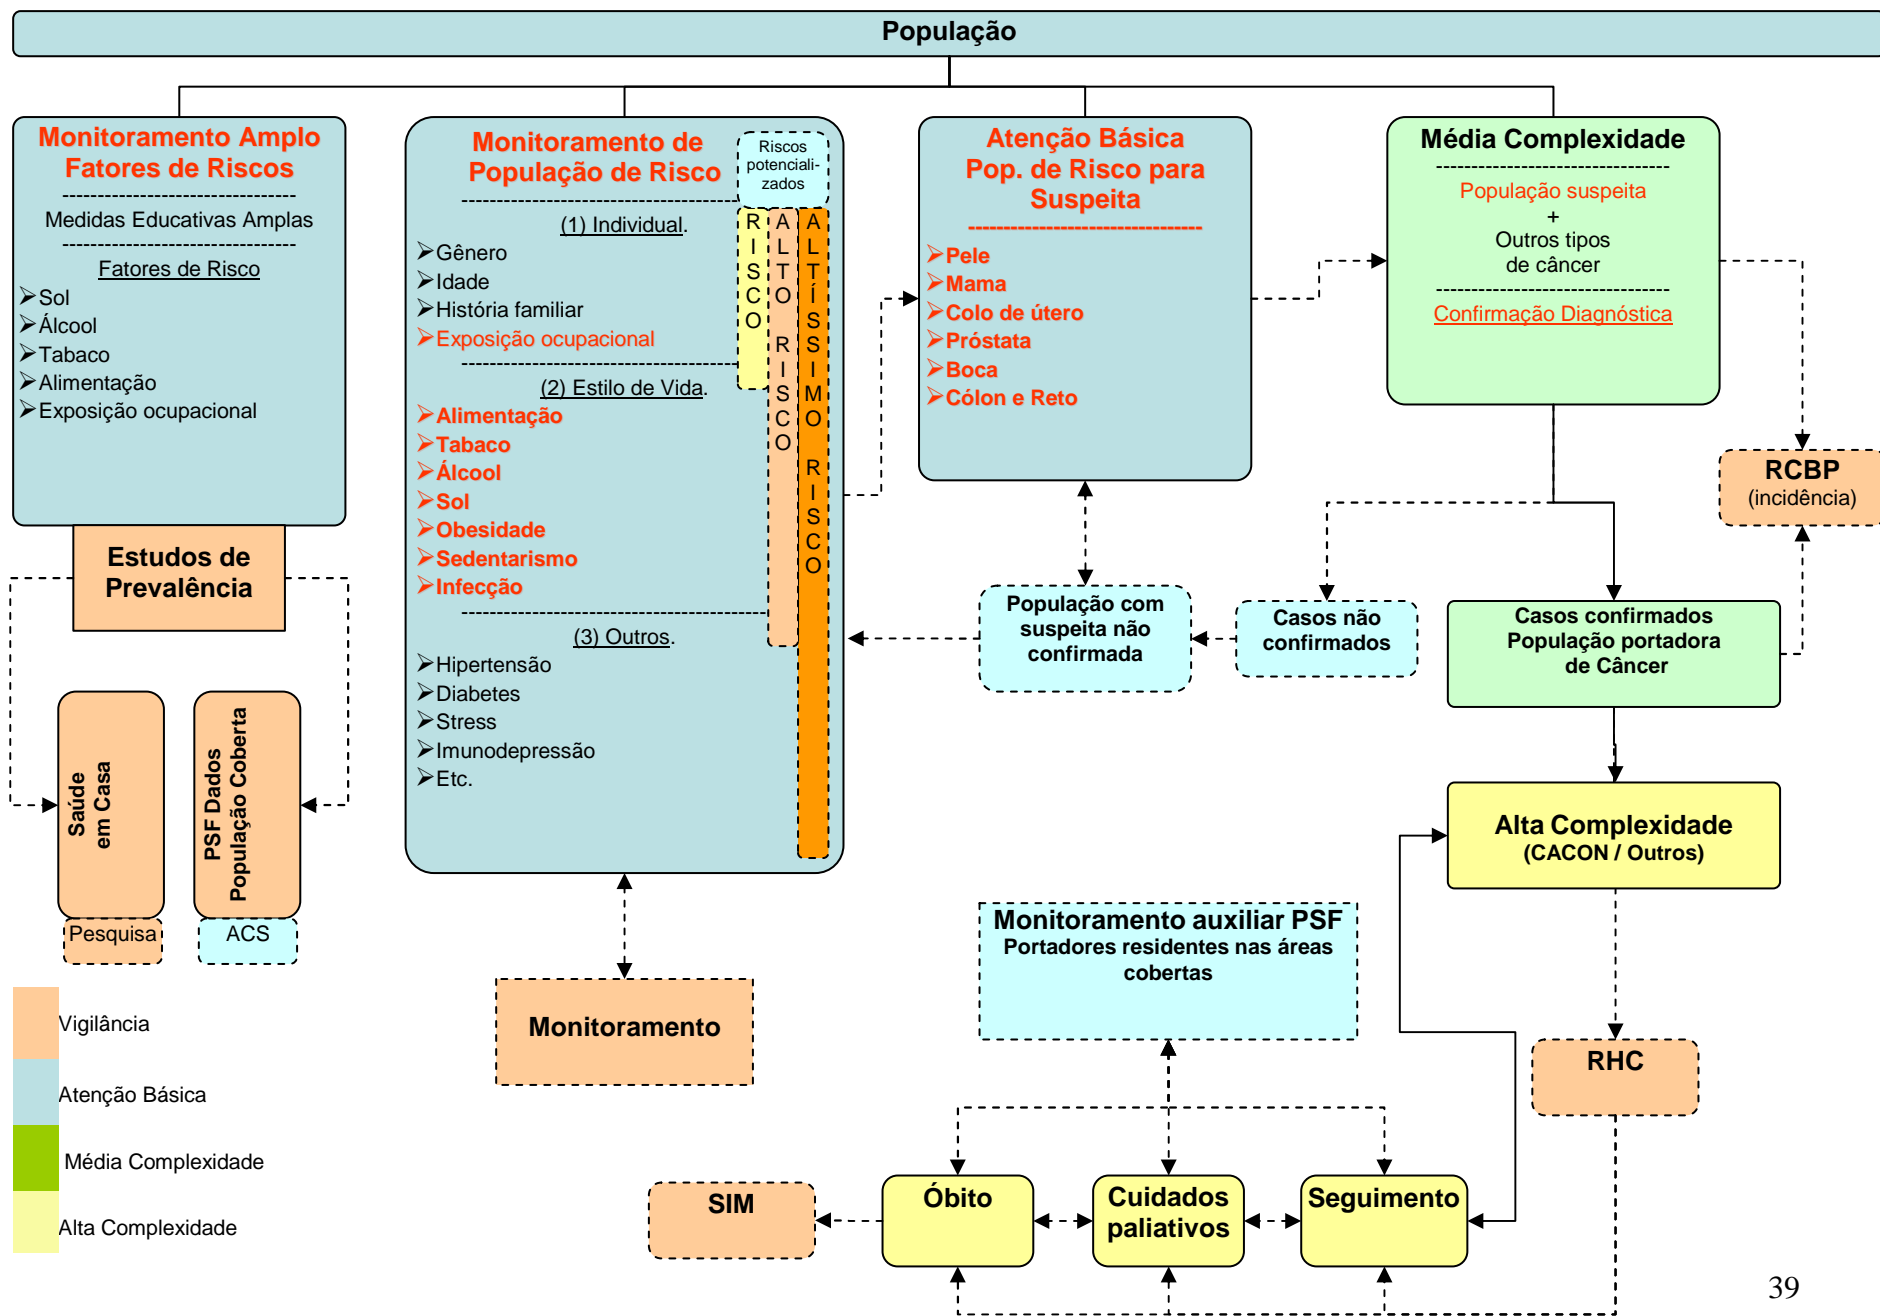 População
Monitoramento Amplo
Fatores de Riscos
Medidas Educativas Amplas
Fatores de Risco
Sol
Álcool
Tabaco
Alimentação
Exposição ocupacional
Estudos de
Prevalência
Saúde
em Casa
PSF Dados
População Coberta
Pesquisa
ACS
Monitoramento de
População de Risco
Riscos
potenciali-
zados
(1) Individual.
Gênero
Idade
História familiar
Exposição ocupacional
(2) Estilo de Vida.
Alimentação
Tabaco
Álcool
Sol
Obesidade
Sedentarismo
Infecção
(3) Outros.
Hipertensão
Diabetes
Stress
Imunodepressão
Etc.
RISCO
ALTO RISCO
ALTÍSSIMO RISCO
Monitoramento
Atenção Básica
Pop. de Risco para
Suspeita
Pele
Mama
Colo de útero
Próstata
Boca
Cólon e Reto
Média Complexidade
População suspeita
+
Outros tipos
de câncer
Confirmação Diagnóstica
RCBP
(incidência)
População com
suspeita não
confirmada
Casos não
confirmados
Casos confirmados
População portadora
de Câncer
Alta Complexidade
(CACON / Outros)
Monitoramento auxiliar PSF
Portadores residentes nas áreas
cobertas
RHC
SIM
Óbito
Cuidados
paliativos
Seguimento
Vigilância
Atenção Básica
Média Complexidade
Alta Complexidade
39